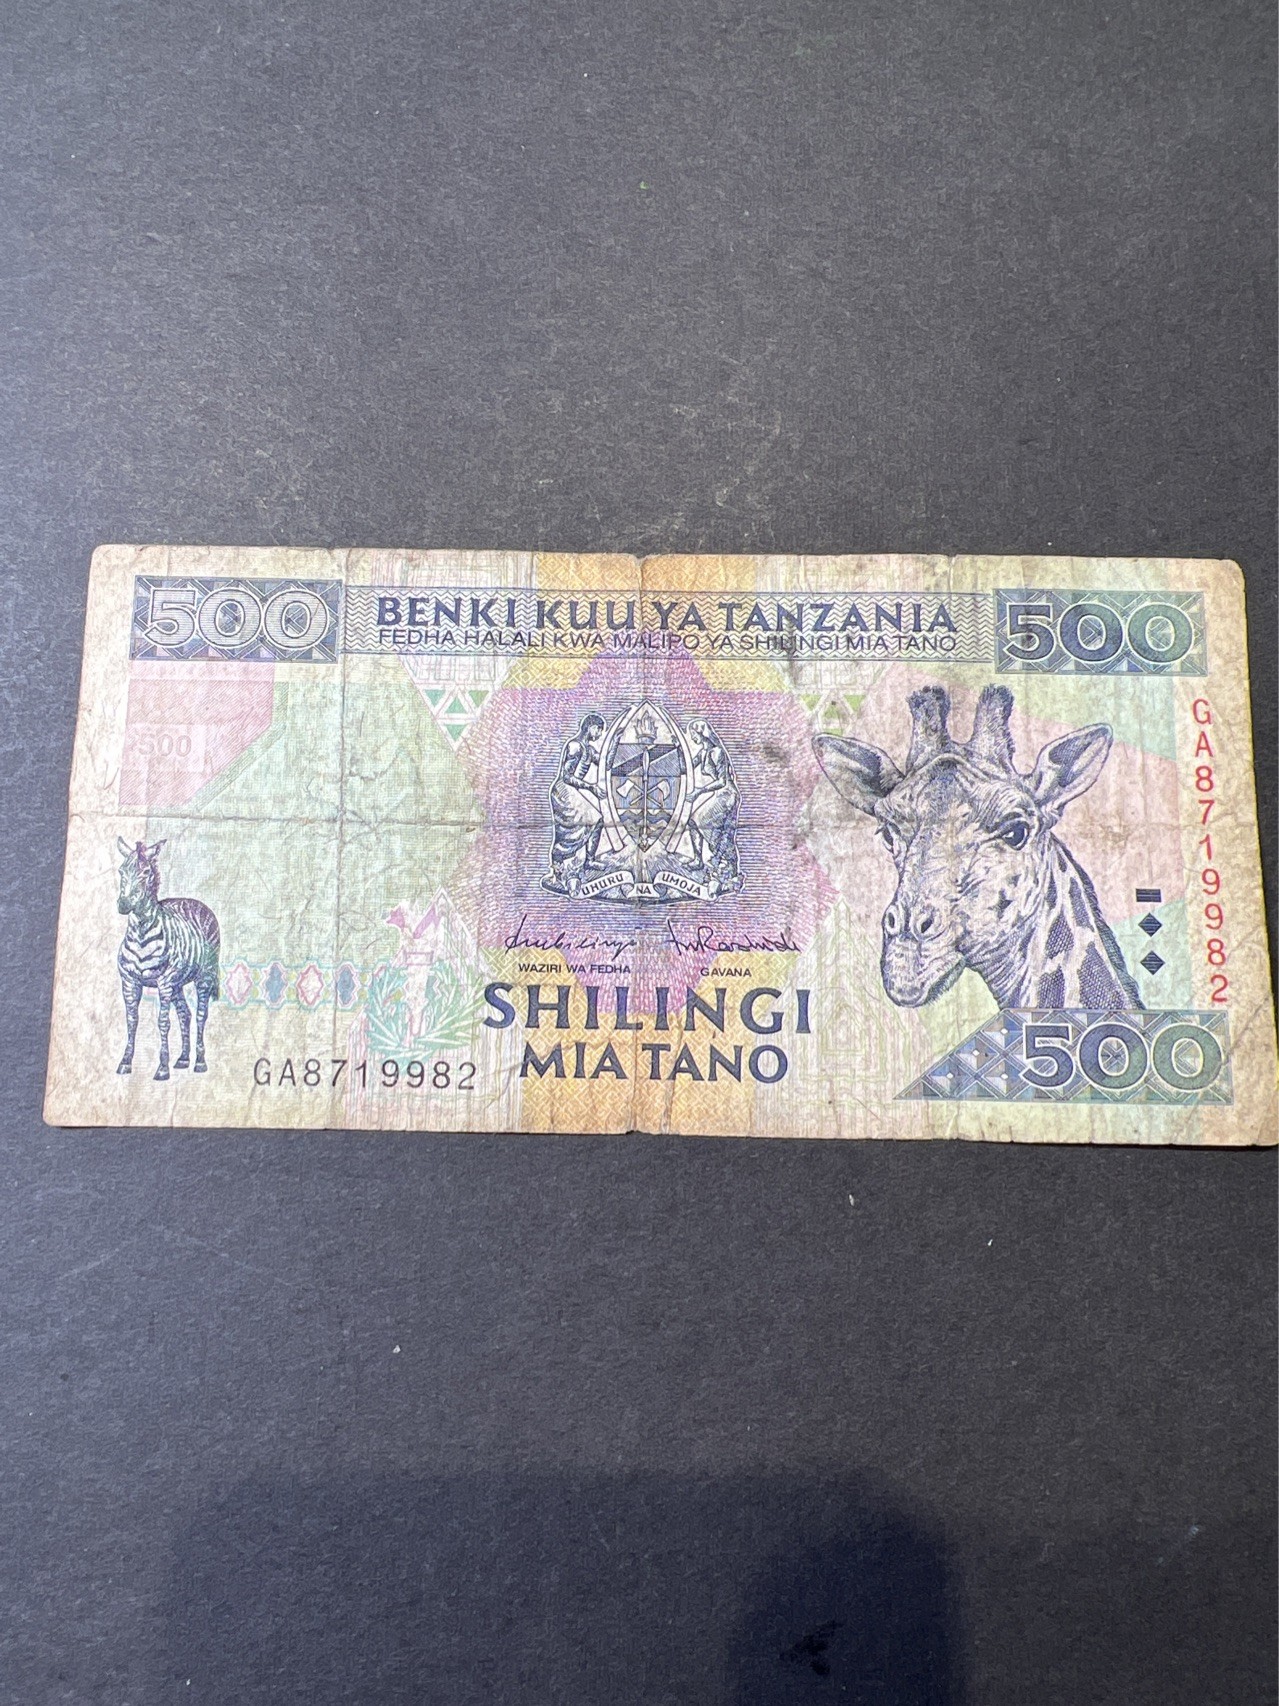 500
BENKI KUU YA TANZANIA
500
FEDHA HALALI KWA MALIPO YA SHILINGI MIA TANO
500
GA8719982
UHURU NA UMOJA
WAZIRI WA FEDHA
GAVANA
SHILINGI
MIA TANO
GA8719982
500